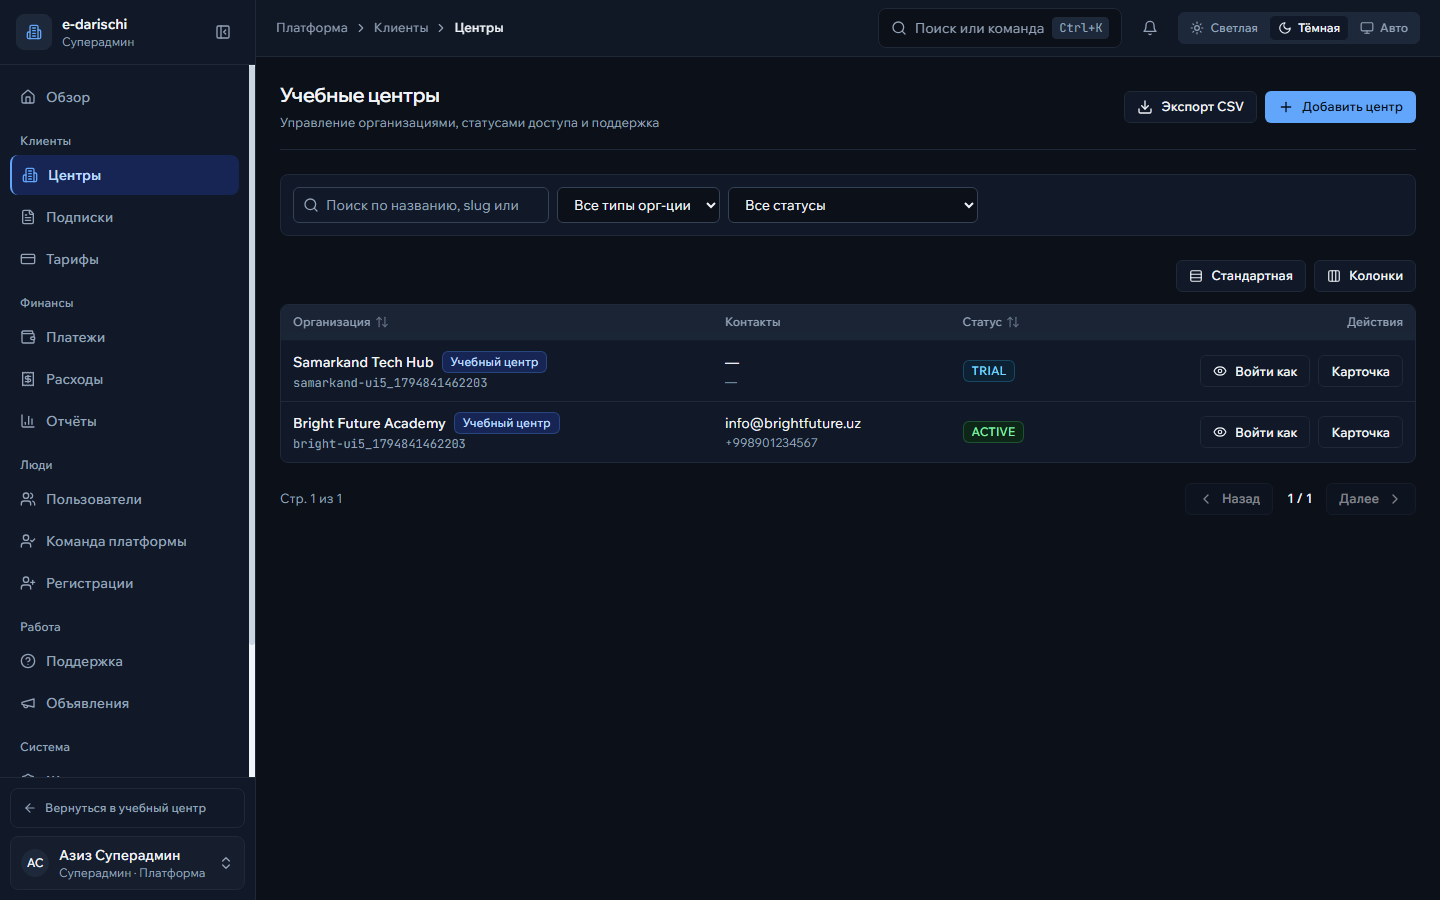 e-darischi
Суперадмин
Платформа > Клиенты > Центры
Поиск или команда Ctrl+K
Светлая Тёмная Авто
Обзор
Клиенты
Центры
Подписки
Тарифы
Финансы
Платежи
Расходы
Отчёты
Люди
Пользователи
Команда платформы
Регистрации
Работа
Поддержка
Объявления
Система
Вернуться в учебный центр
АС
Азиз Суперадмин
Суперадмин · Платформа
Учебные центры
Управление организациями, статусами доступа и поддержка
Экспорт CSV
Добавить центр
Поиск по названию, slug или
Все типы орг-ции
Все статусы
Стандартная
Колонки
Организация Контакты Статус Действия
Samarkand Tech Hub Учебный центр — TRIAL Войти как Карточка
samarkand-ui5_1794841462203 —
Bright Future Academy Учебный центр info@brightfuture.uz ACTIVE Войти как Карточка
bright-ui5_1794841462203 +998901234567
Стр. 1 из 1
Назад 1 / 1 Далее